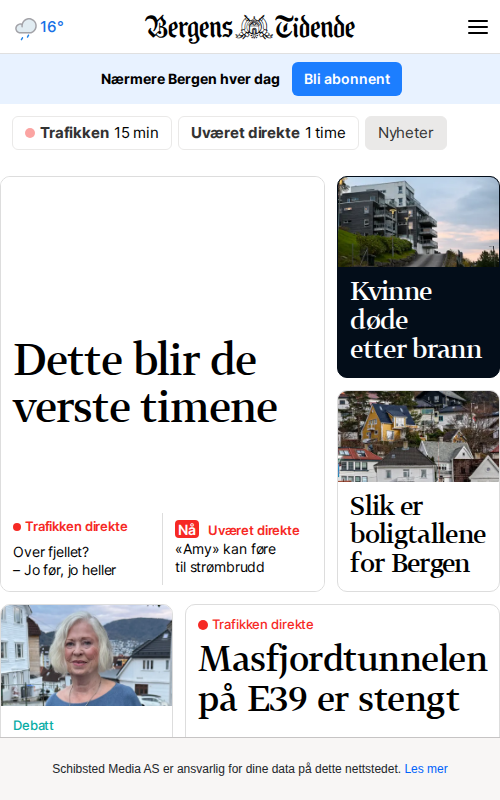 16°
Bergens Tidende
Nærmere Bergen hver dag
Bli abonnent
Trafikken 15 min
Uværet direkte 1 time
Nyheter
Dette blir de
verste timene
Trafikken direkte
Over fjellet?
– Jo før, jo heller
Nå Uværet direkte
«Amy» kan føre
til strømbrudd
Kvinne
døde
etter brann
Slik er
boligtallene
for Bergen
Debatt
Trafikken direkte
Masfjordtunnelen
på E39 er stengt
Schibsted Media AS er ansvarlig for dine data på dette nettstedet. Les mer